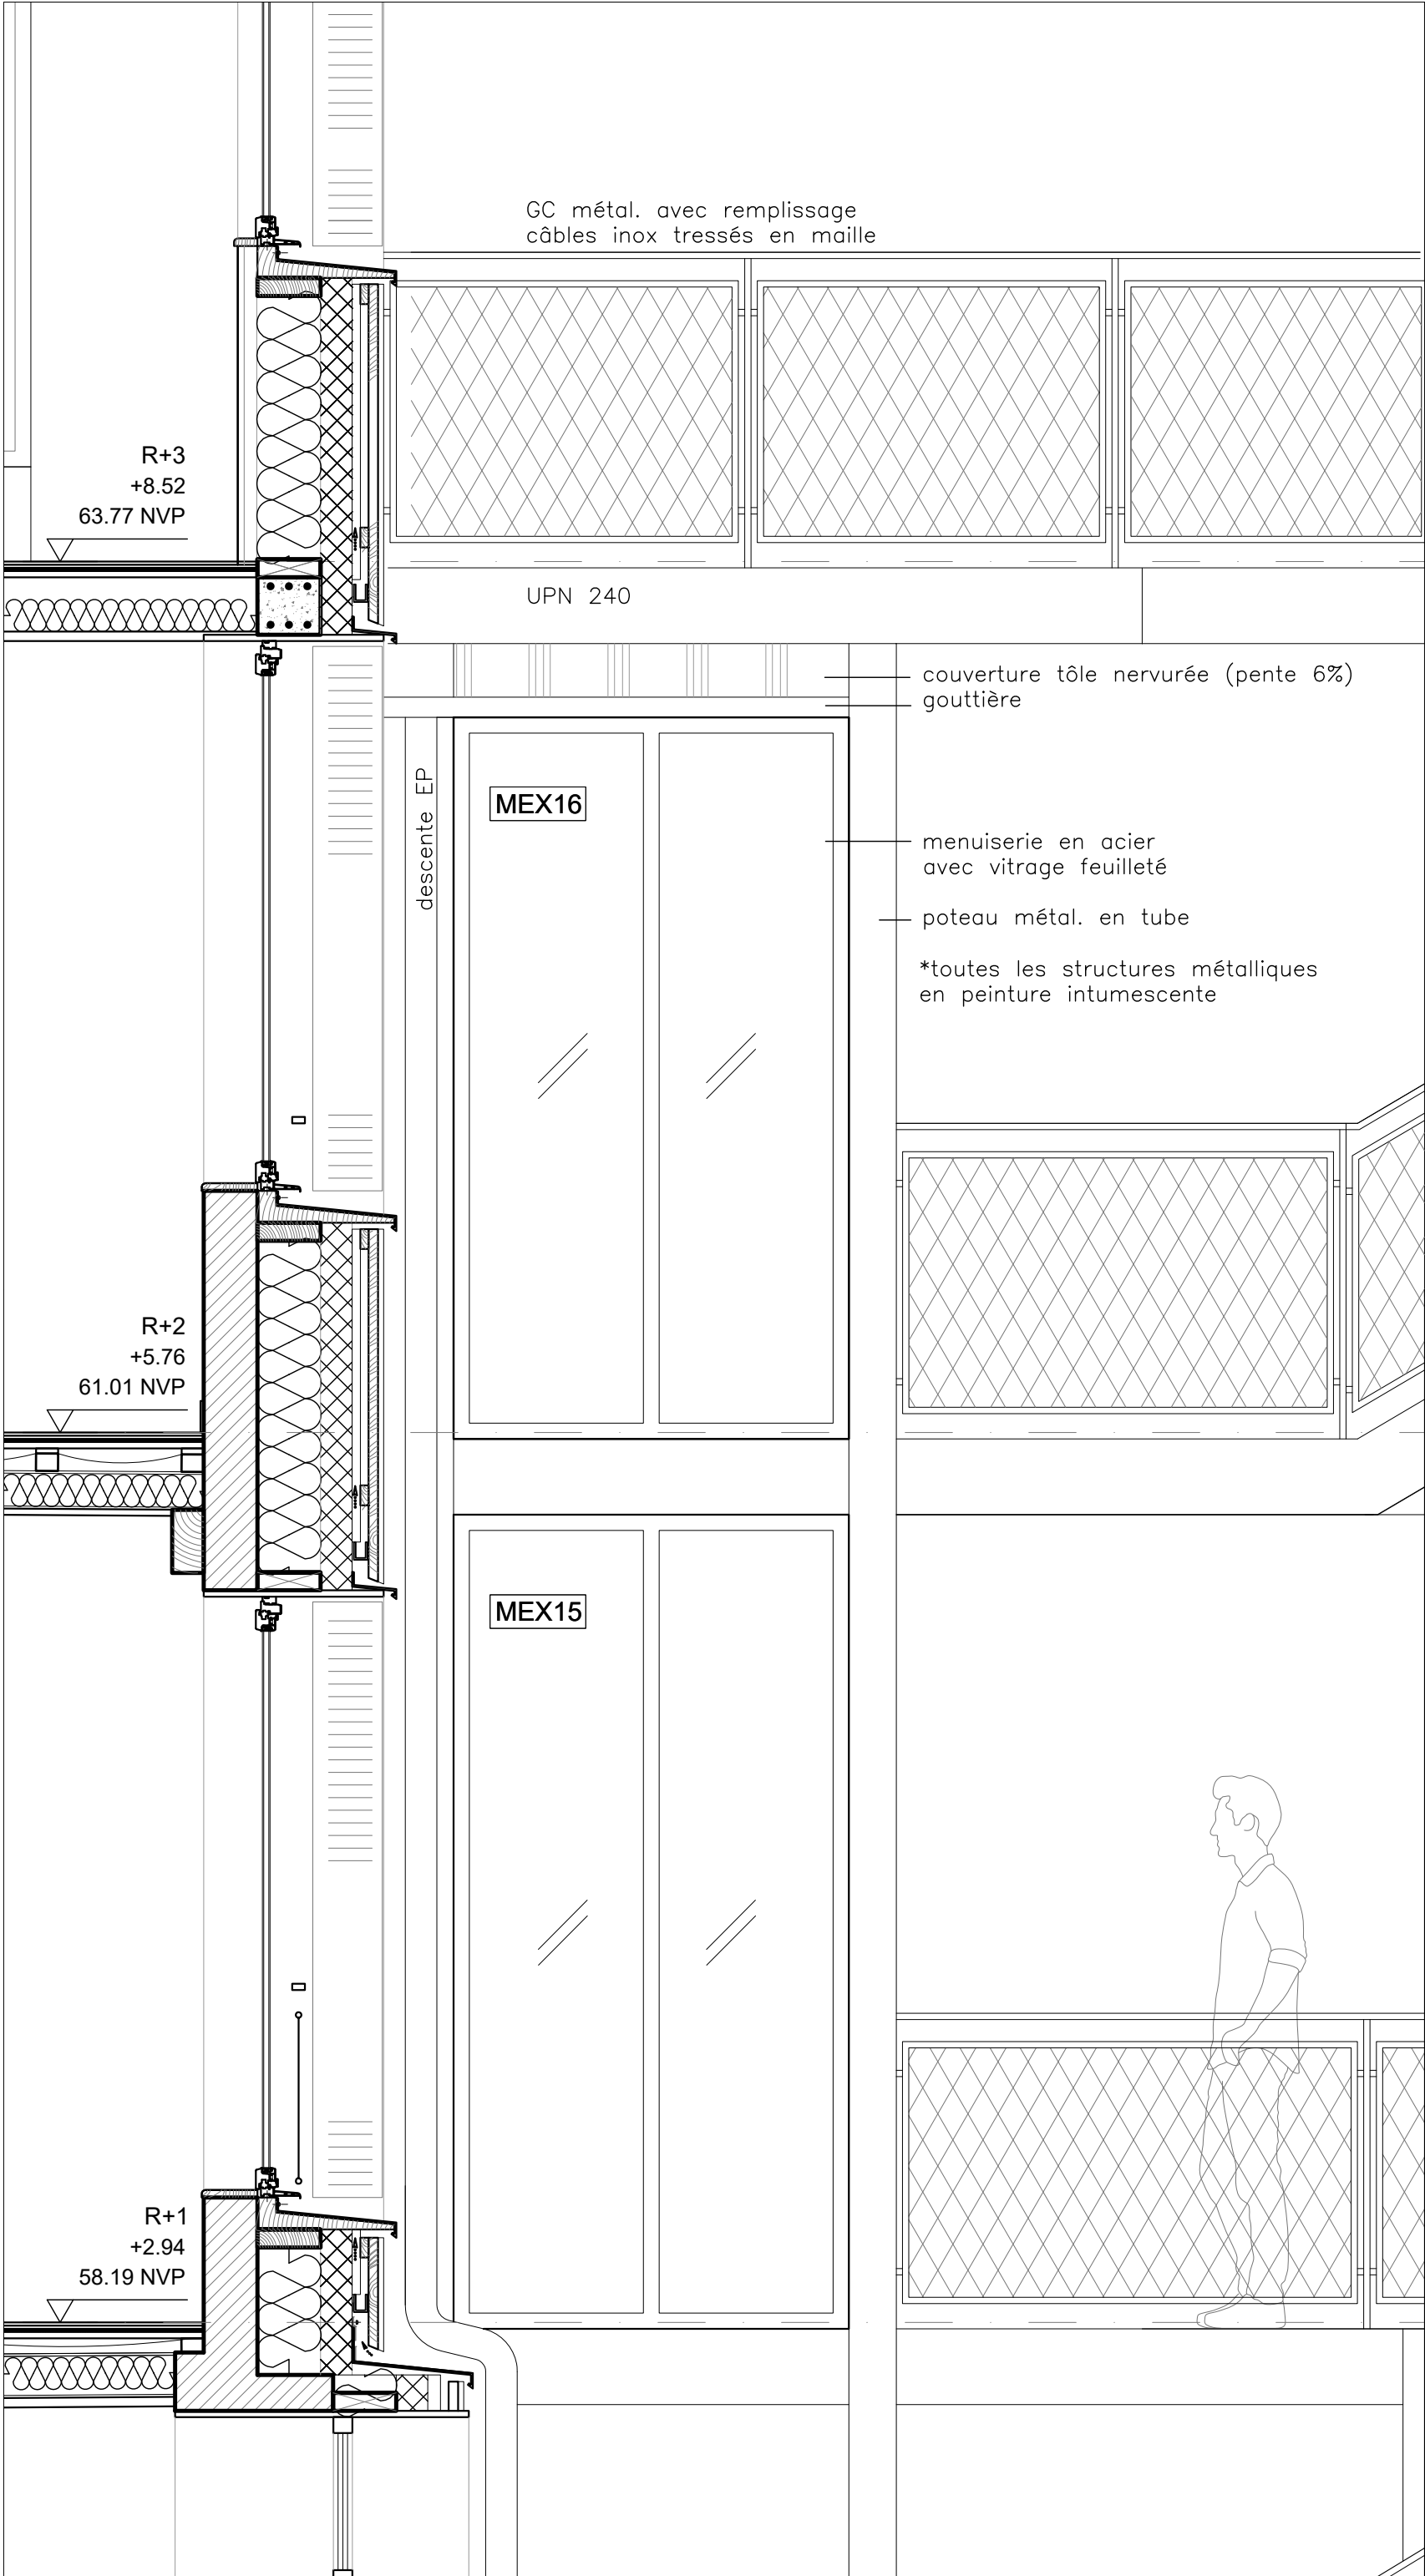 GC métal. avec remplissage
câbles inox tressés en maille
R+3
+8.52
63.77 NVP
UPN 240
couverture tôle nervurée (pente 6%)
gouttière
descente EP
MEX16
menuiserie en acier
avec vitrage feuilleté
poteau métal. en tube
*toutes les structures métalliques
en peinture intumescente
R+2
+5.76
61.01 NVP
MEX15
R+1
+2.94
58.19 NVP